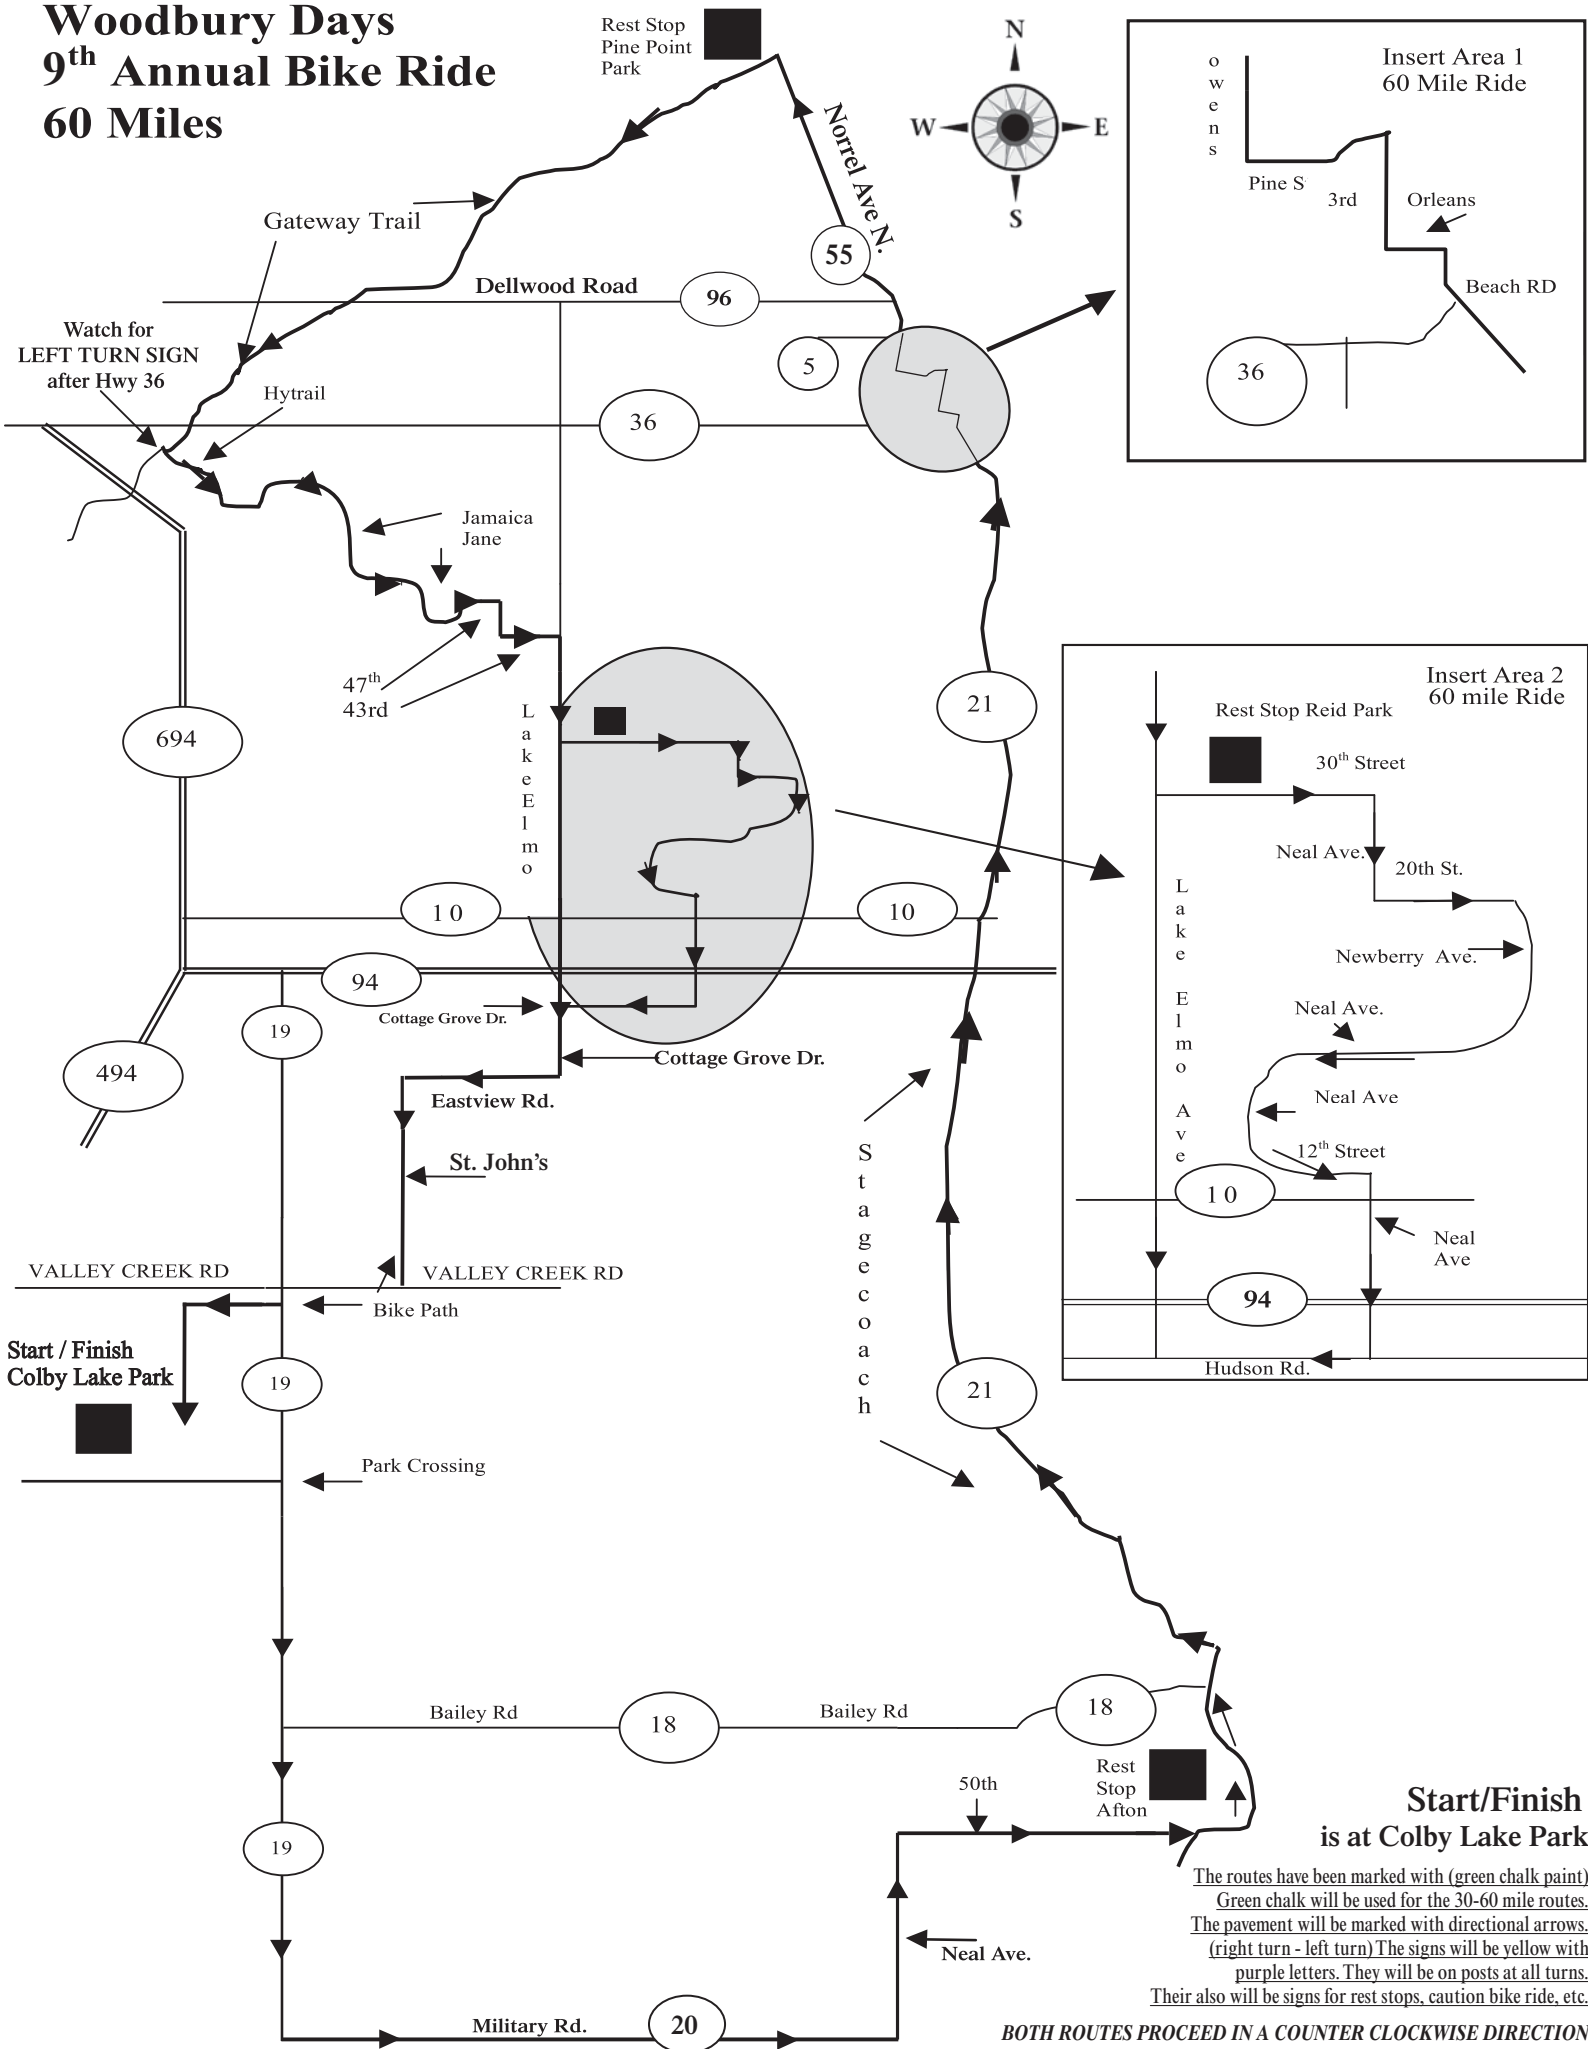 Woodbury Days
9th Annual Bike Ride
60 Miles
Rest Stop
Pine Point
Park
N
W
E
S
Norrel Ave N.
55
owens
Insert Area 1
60 Mile Ride
Pine S
3rd
Orleans
Beach RD
36
Gateway Trail
Dellwood Road
96
5
Watch for
LEFT TURN SIGN
after Hwy 36
Hytrail
36
Jamaica
Jane
47th
43rd
Lake Elmo
694
21
Insert Area 2
60 mile Ride
Rest Stop Reid Park
30th Street
Neal Ave.
20th St.
Lake Elmo Ave
Newberry Ave.
Neal Ave.
Neal Ave
12th Street
10
Neal
Ave
94
Hudson Rd.
10
10
94
19
Cottage Grove Dr.
494
Cottage Grove Dr.
Eastview Rd.
St. John's
Stagecoach
VALLEY CREEK RD
VALLEY CREEK RD
Bike Path
Start / Finish
Colby Lake Park
19
21
Park Crossing
Bailey Rd
18
Bailey Rd
18
Rest
Stop
Afton
50th
19
Neal Ave.
Military Rd.
20
Start/Finish
is at Colby Lake Park
The routes have been marked with (green chalk paint)
Green chalk will be used for the 30-60 mile routes.
The pavement will be marked with directional arrows.
(right turn - left turn) The signs will be yellow with
purple letters. They will be on posts at all turns.
Their also will be signs for rest stops, caution bike ride, etc.
BOTH ROUTES PROCEED IN A COUNTER CLOCKWISE DIRECTION